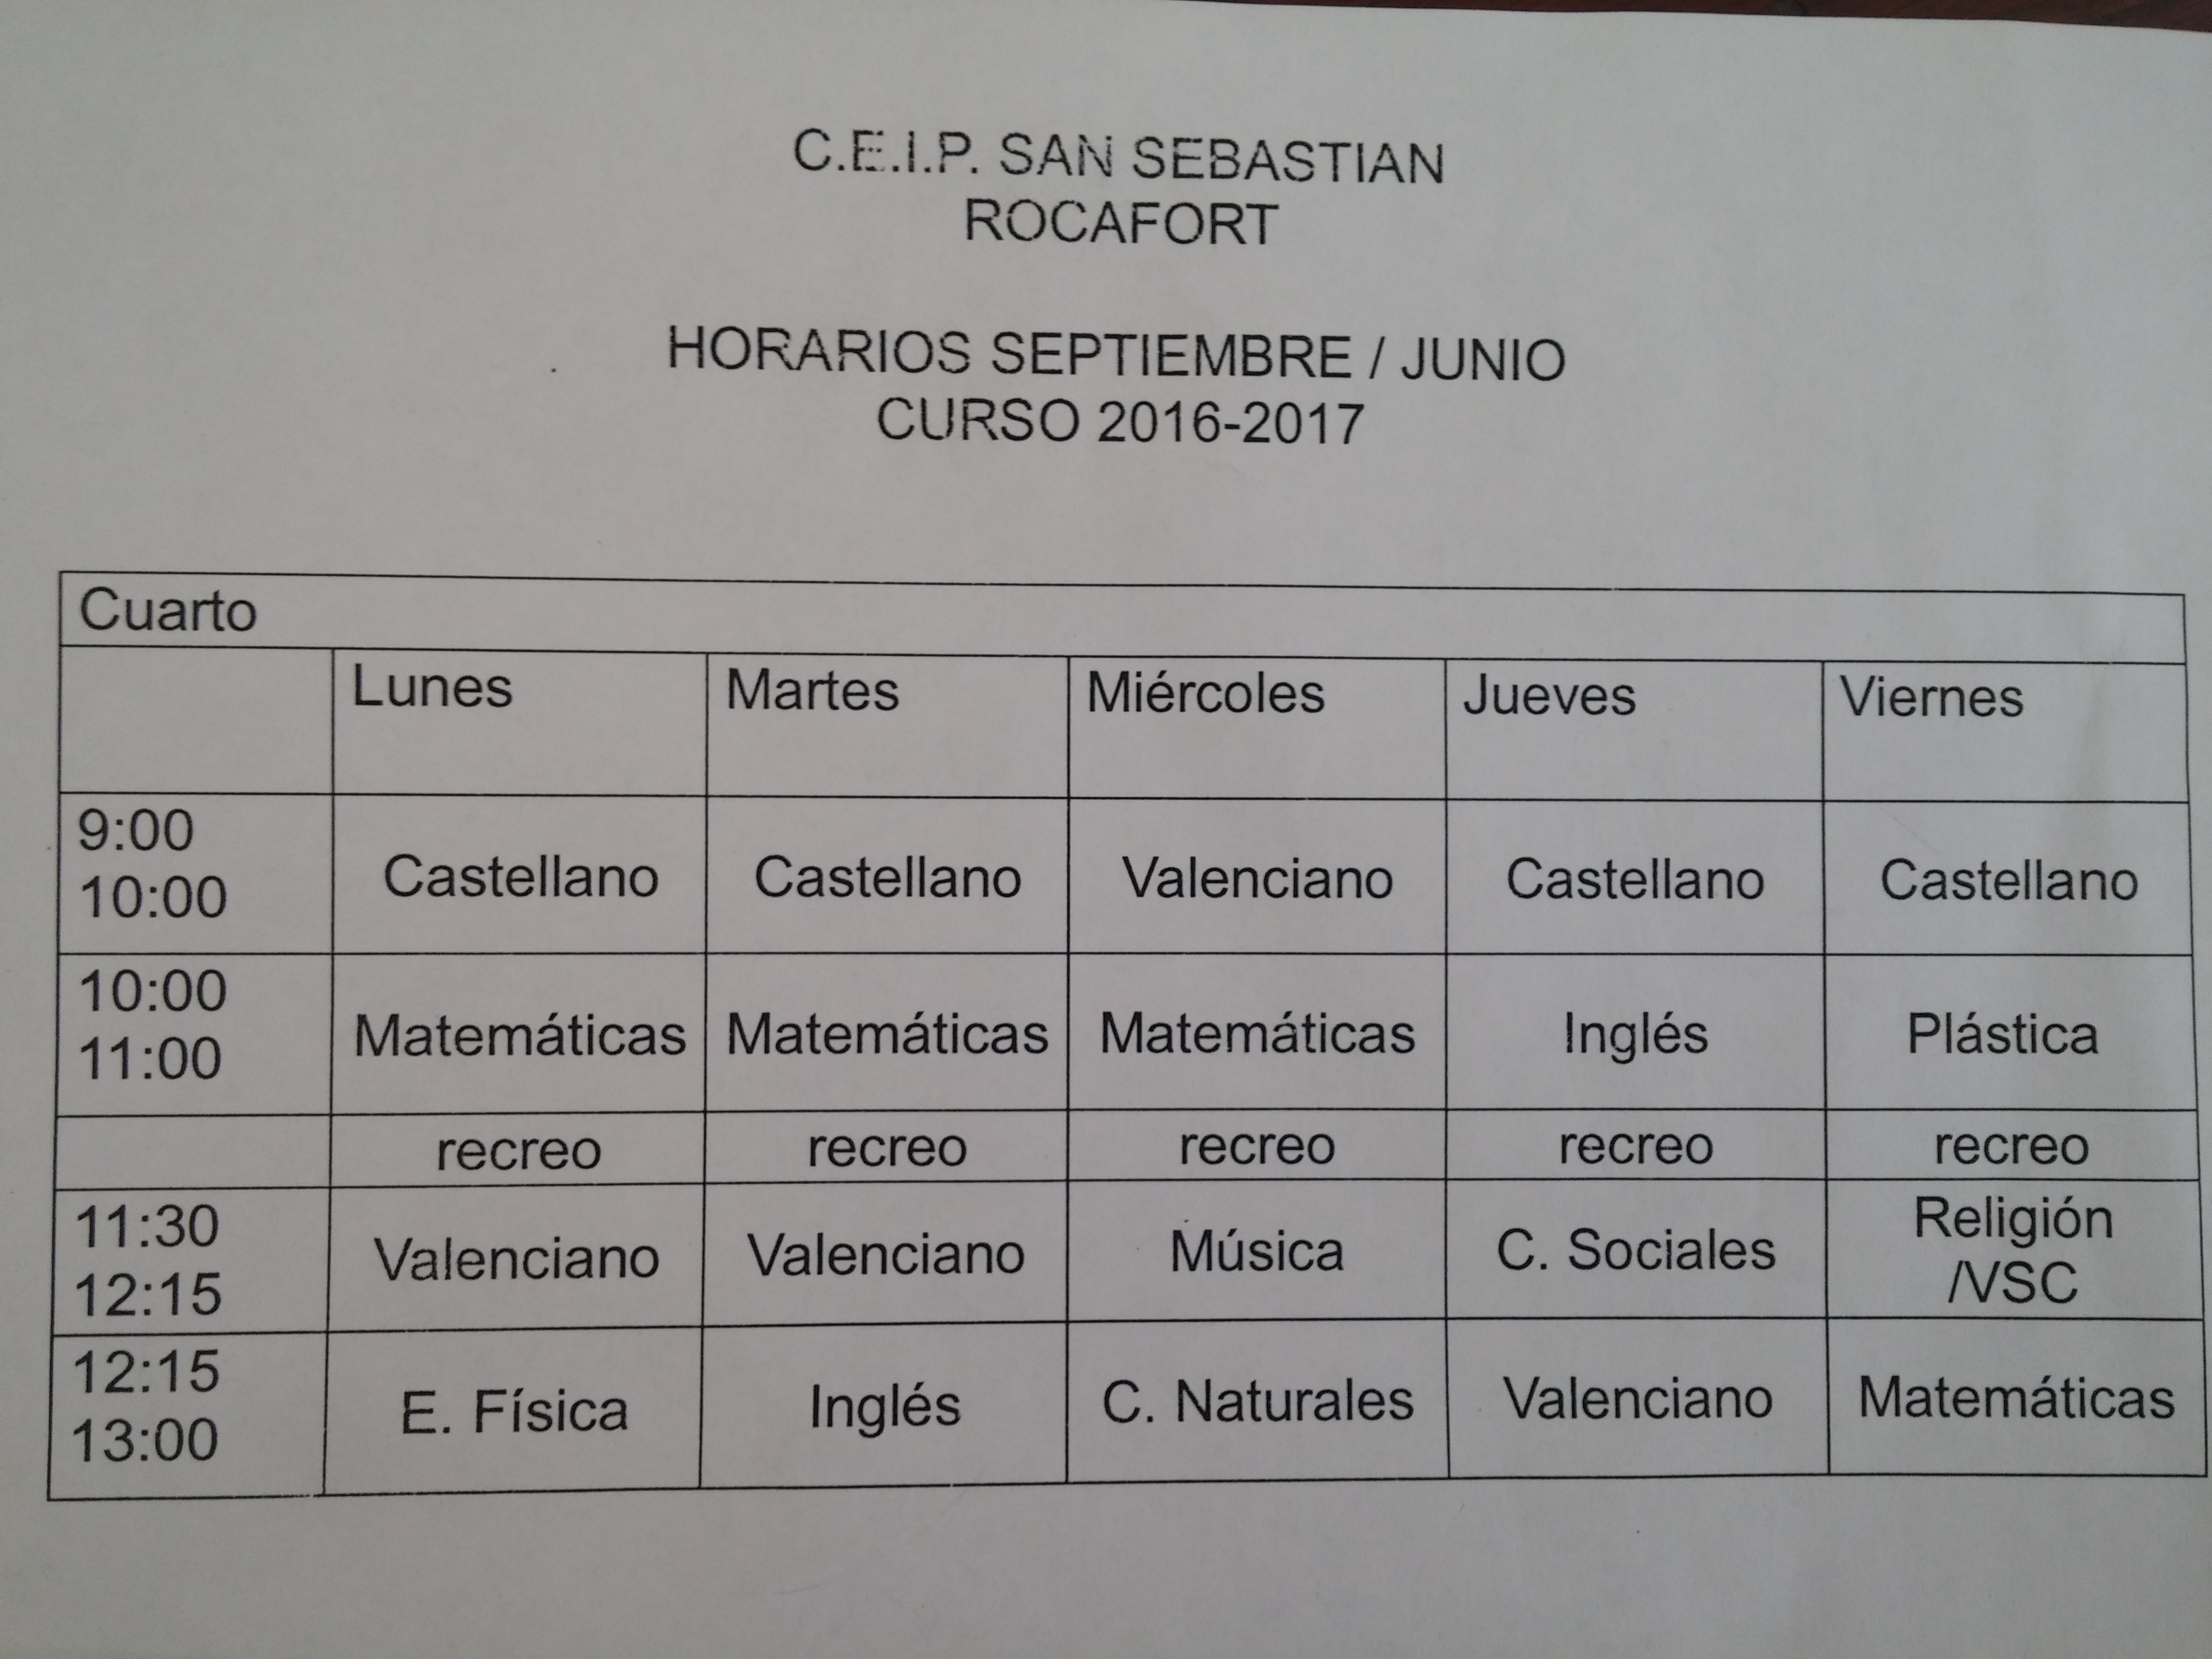 C.E.I.P. SAN SEBASTIAN
ROCAFORT
HORARIOS SEPTIEMBRE / JUNIO
CURSO 2016-2017
Cuarto
Lunes Martes Miércoles Jueves Viernes
9:00
10:00 Castellano Castellano Valenciano Castellano Castellano
10:00
11:00 Matemáticas Matemáticas Matemáticas Inglés Plástica
recreo recreo recreo recreo recreo
11:30
12:15 Valenciano Valenciano Música C. Sociales Religión
/VSC
12:15
13:00 E. Física Inglés C. Naturales Valenciano Matemáticas